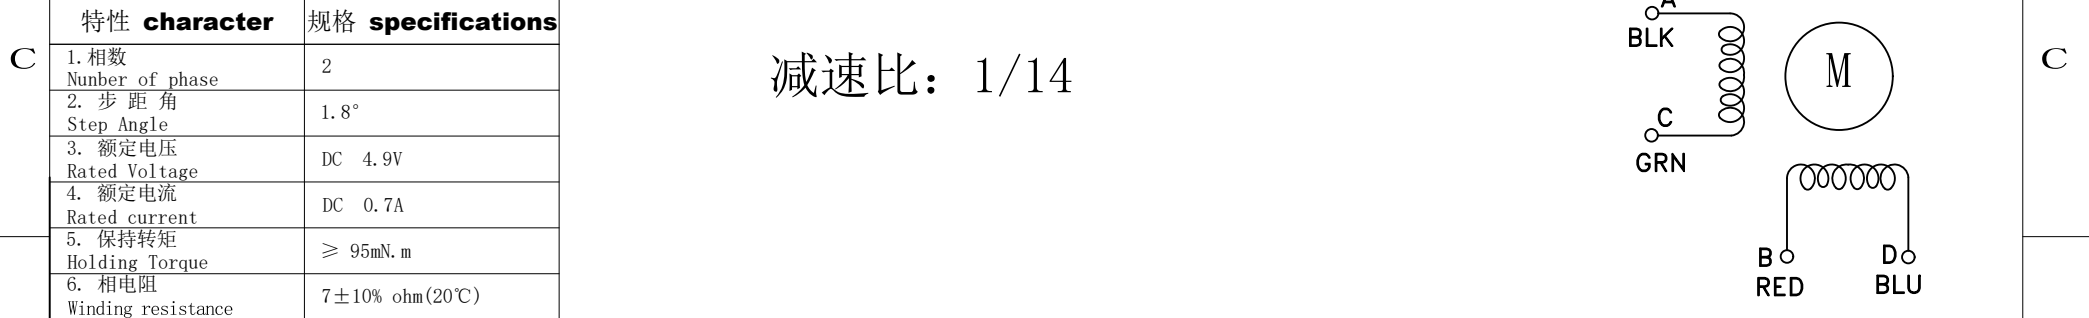 特性 character 规格 specifications
C
1.相数
Nunber of phase
2
2. 步 距 角
Step Angle
1.8°
3. 额定电压
Rated Voltage
DC 4.9V
4. 额定电流
Rated current
DC 0.7A
5. 保持转矩
Holding Torque
≥ 95mN.m
6. 相电阻
Winding resistance
7±10% ohm(20℃)
减速比：1/14
A
BLK
C
GRN
M
B
RED
D
BLU
C